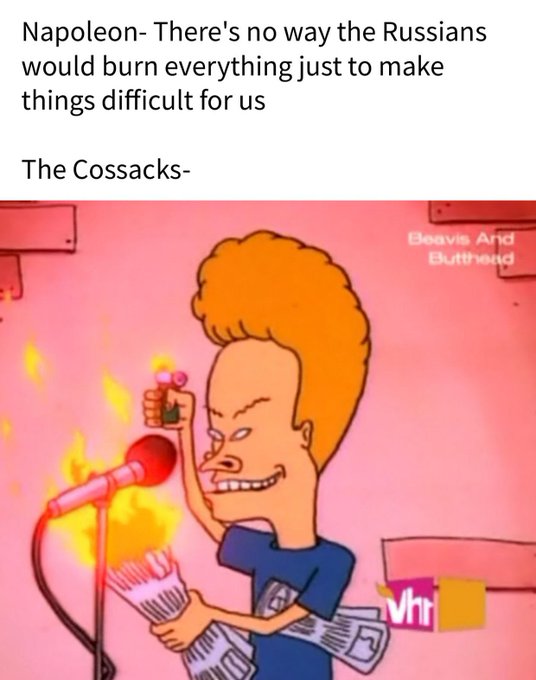 Napoleon- There's no way the Russians
would burn everything just to make
things difficult for us
The Cossacks-
Beavis And
Butthead
vh1